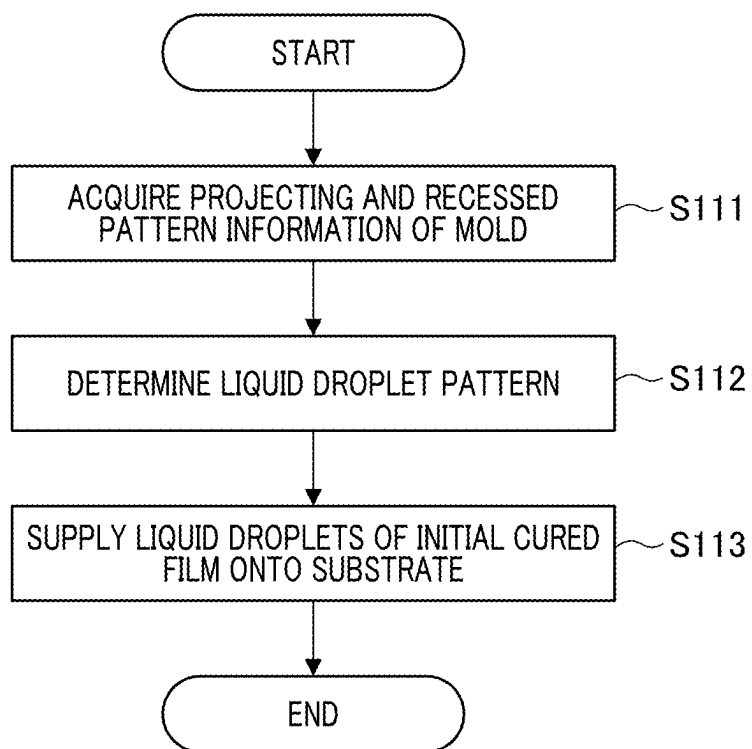 START
ACQUIRE PROJECTING AND RECESSED
PATTERN INFORMATION OF MOLD
S111
DETERMINE LIQUID DROPLET PATTERN
S112
SUPPLY LIQUID DROPLETS OF INITIAL CURED
FILM ONTO SUBSTRATE
S113
END